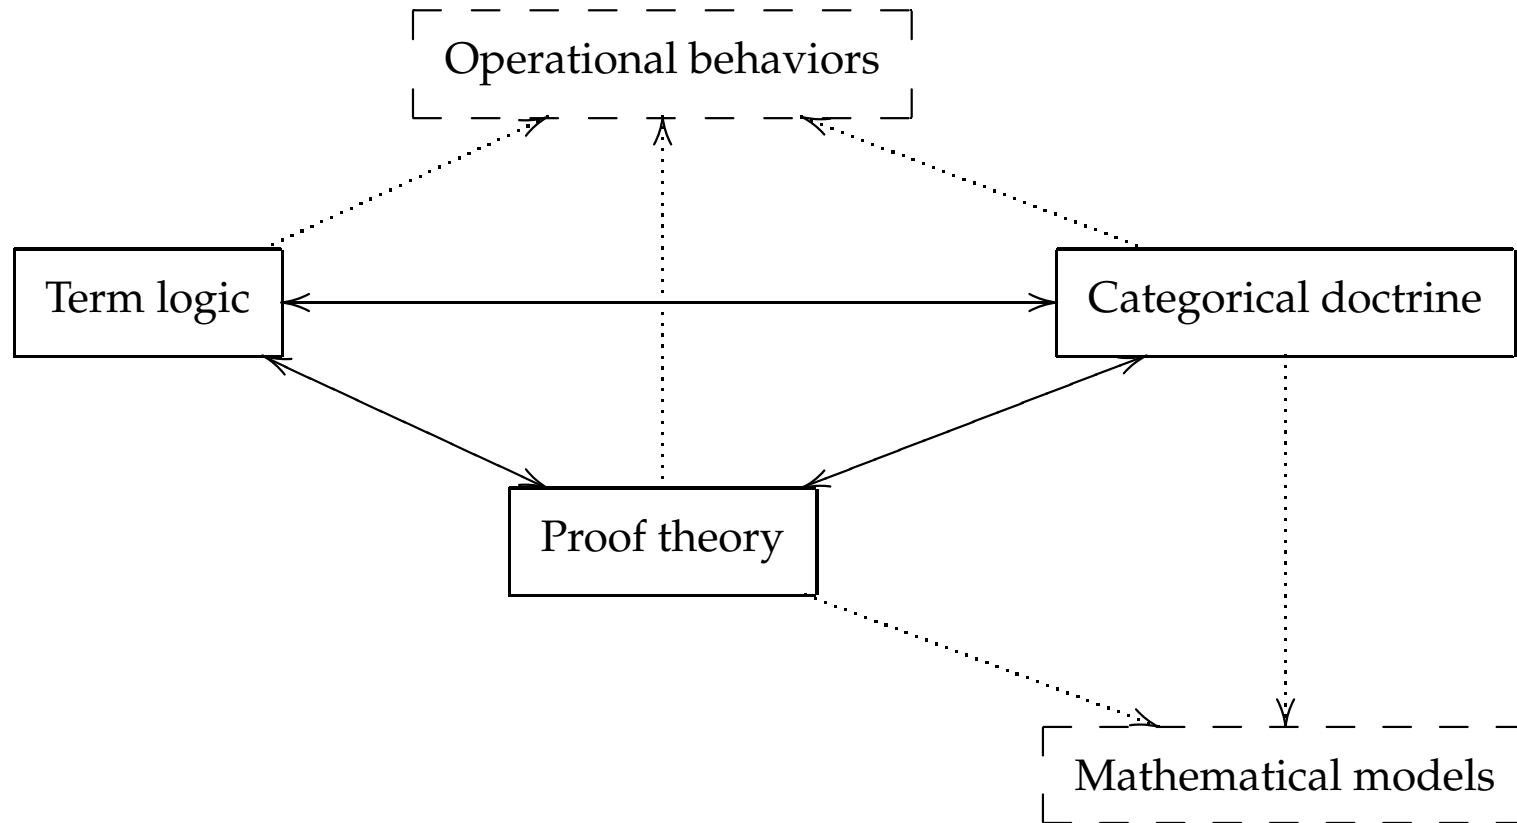 Operational behaviors
Term logic
Categorical doctrine
Proof theory
Mathematical models